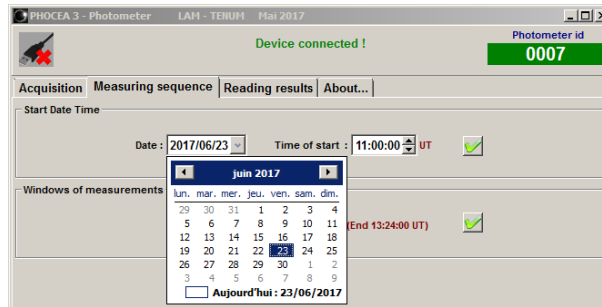 PHOCEA 3 - Photometer LAM - TENUM Mai 2017
Device connected !
Photometer id
0007
Acquisition Measuring sequence Reading results About...
Start Date Time
Date : 2017/06/23 Time of start : 11:00:00 UT
juin 2017
lun. mar. mer. jeu. ven. sam. dim.
29 30 31 1 2 3 4
5 6 7 8 9 10 11
12 13 14 15 16 17 18
19 20 21 22 23 24 25
26 27 28 29 30 1 2
3 4 5 6 7 8 9
Aujourd'hui : 23/06/2017
Windows of measurements
(End 13:24:00 UT)